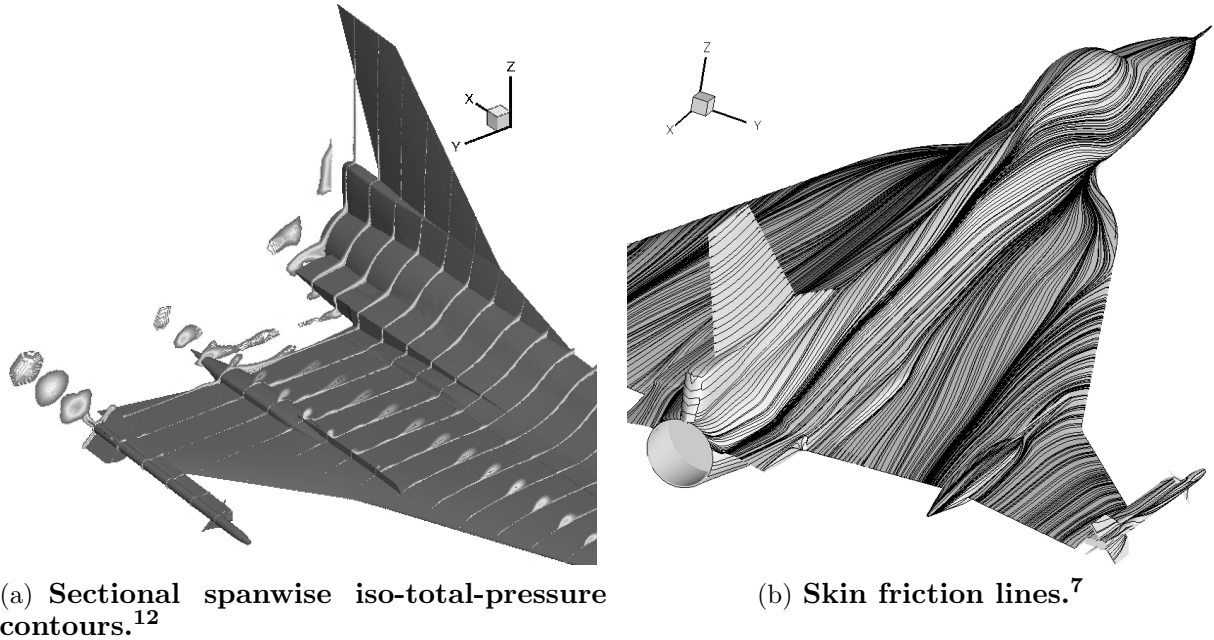 Z
X
Y
Z
X
Y
(a) Sectional spanwise iso-total-pressure
contours.12
(b) Skin friction lines.7